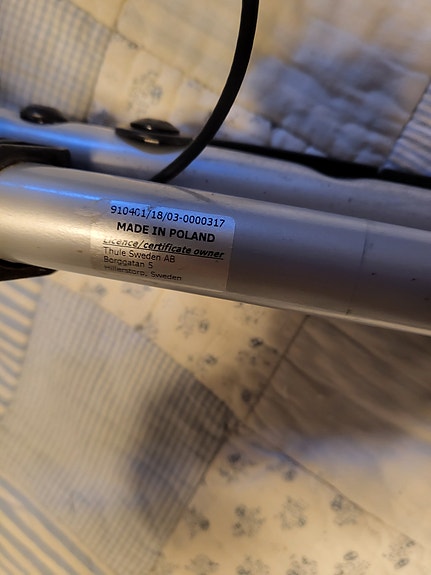 910401/18/03-0000317
MADE IN POLAND
Licence/certificate owner
Thule Sweden AB
Borggatan 5
Hillerstorp, Sweden